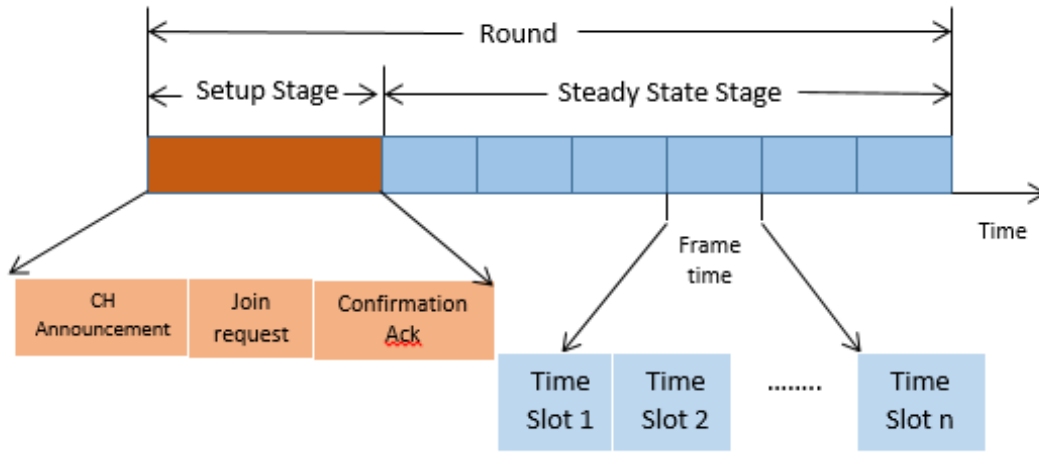 Round
Setup Stage
Steady State Stage
Time
Frame
time
CH
Announcement
Join
request
Confirmation
Ack
Time
Slot 1
Time
Slot 2
........
Time
Slot n